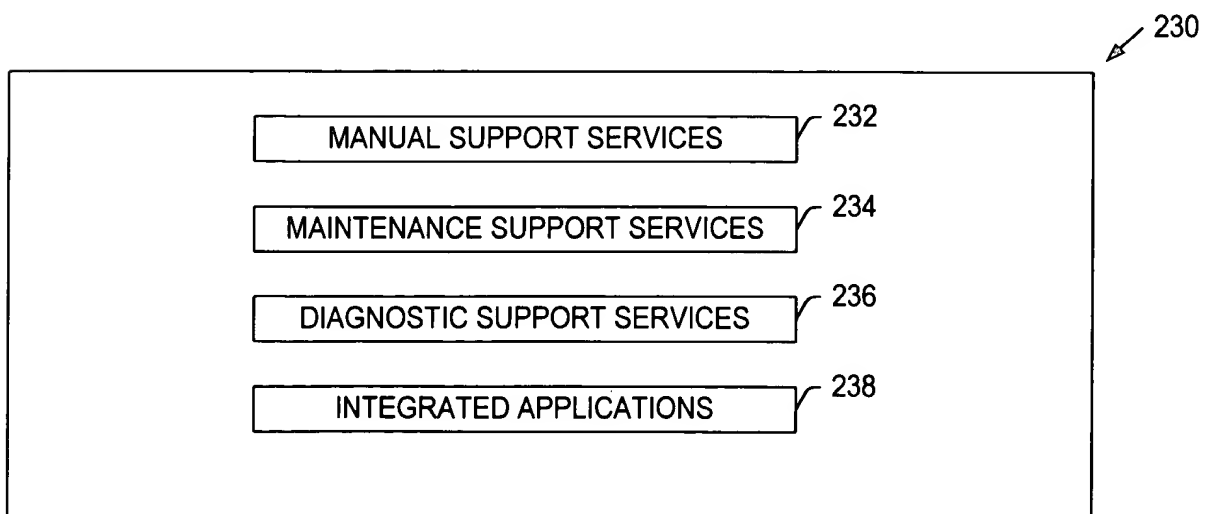 230
MANUAL SUPPORT SERVICES 232
MAINTENANCE SUPPORT SERVICES 234
DIAGNOSTIC SUPPORT SERVICES 236
INTEGRATED APPLICATIONS 238